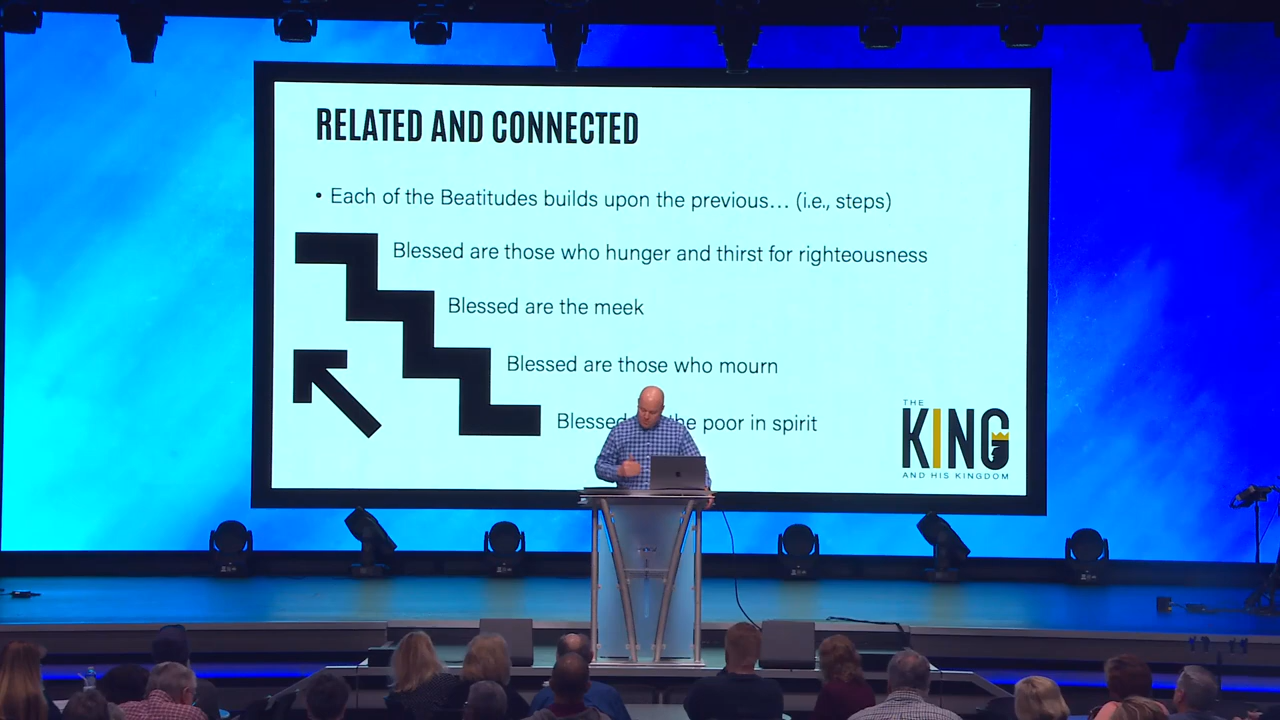 RELATED AND CONNECTED
• Each of the Beatitudes builds upon the previous... (i.e., steps)
Blessed are those who hunger and thirst for righteousness
Blessed are the meek
Blessed are those who mourn
Blessed the poor in spirit
THE
KING
AND HIS KINGDOM